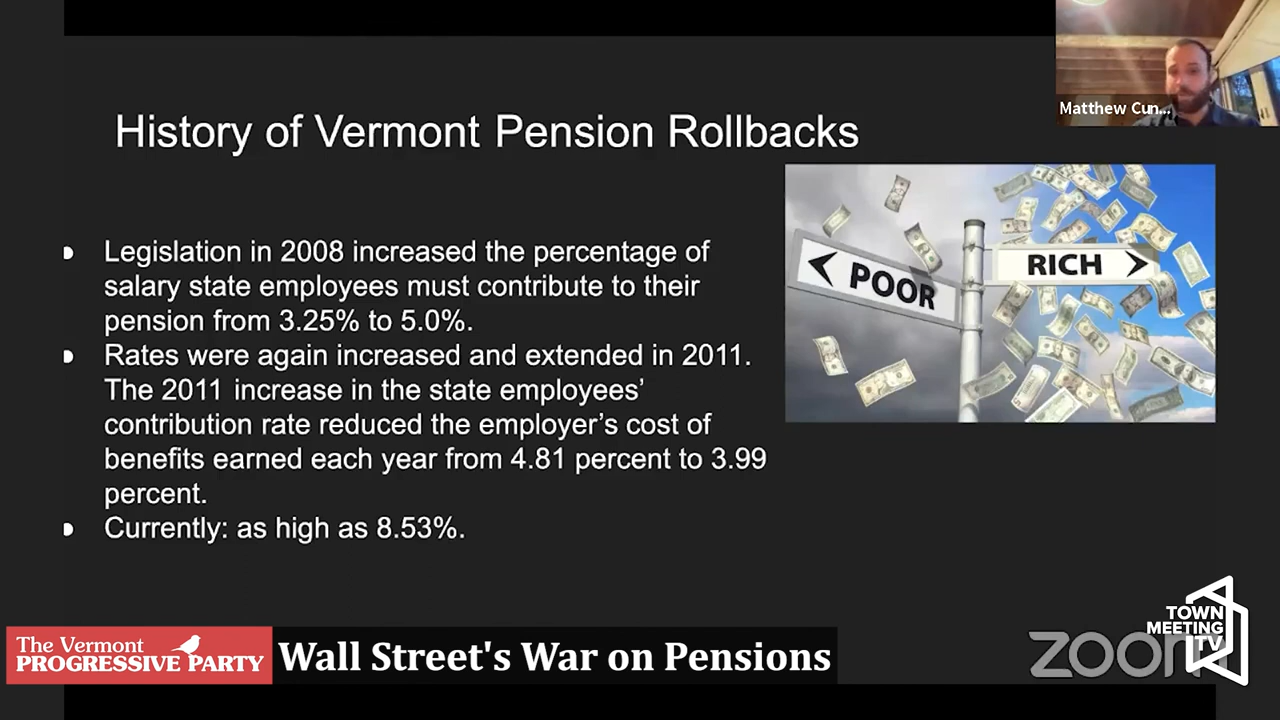 Matthew Cun...
History of Vermont Pension Rollbacks
< POOR
RICH >
• Legislation in 2008 increased the percentage of
salary state employees must contribute to their
pension from 3.25% to 5.0%.
• Rates were again increased and extended in 2011.
The 2011 increase in the state employees’
contribution rate reduced the employer’s cost of
benefits earned each year from 4.81 percent to 3.99
percent.
• Currently: as high as 8.53%.
The Vermont
PROGRESSIVE PARTY
Wall Street's War on Pensions
TOWN
MEETING
TV
zoom